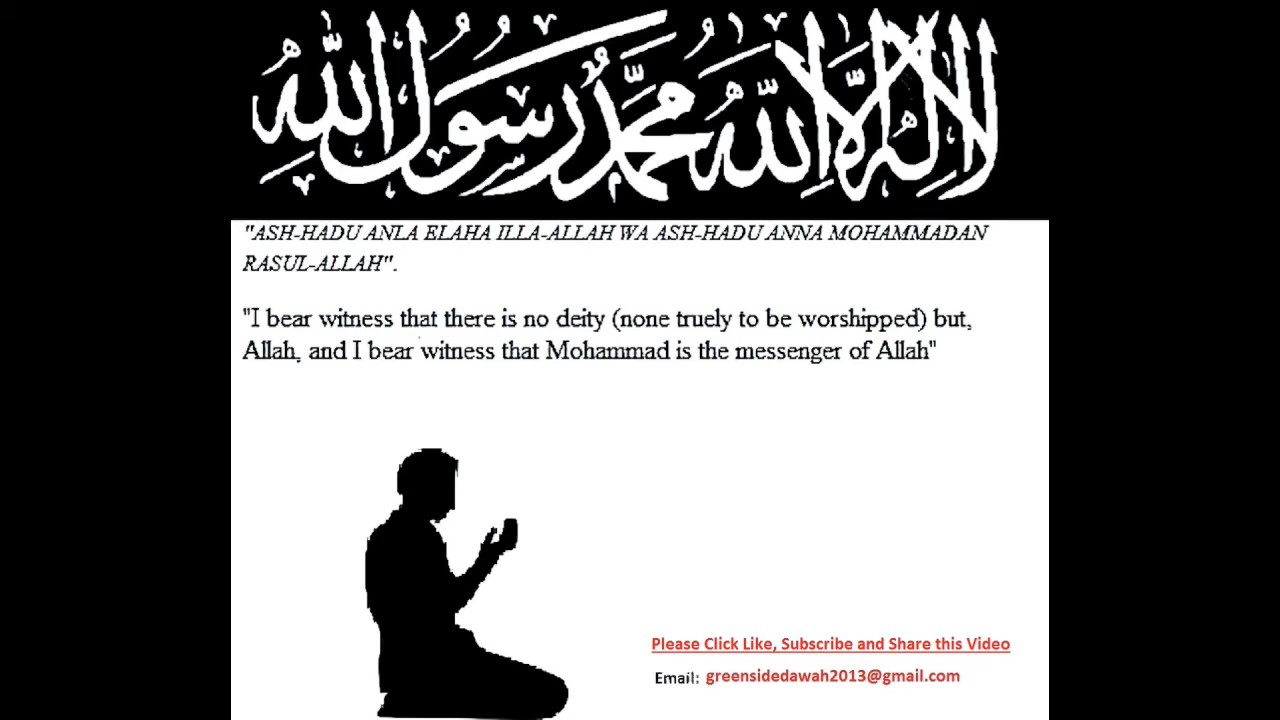 لا إله إلا الله محمد رسول الله
"ASH-HADU ANLA ELAHA ILLA-ALLAH WA ASH-HADU ANNA MOHAMMADAN
RASUL-ALLAH".
"I bear witness that there is no deity (none truely to be worshipped) but,
Allah, and I bear witness that Mohammad is the messenger of Allah"
Please Click Like, Subscribe and Share this Video
Email: greensidedawah2013@gmail.com